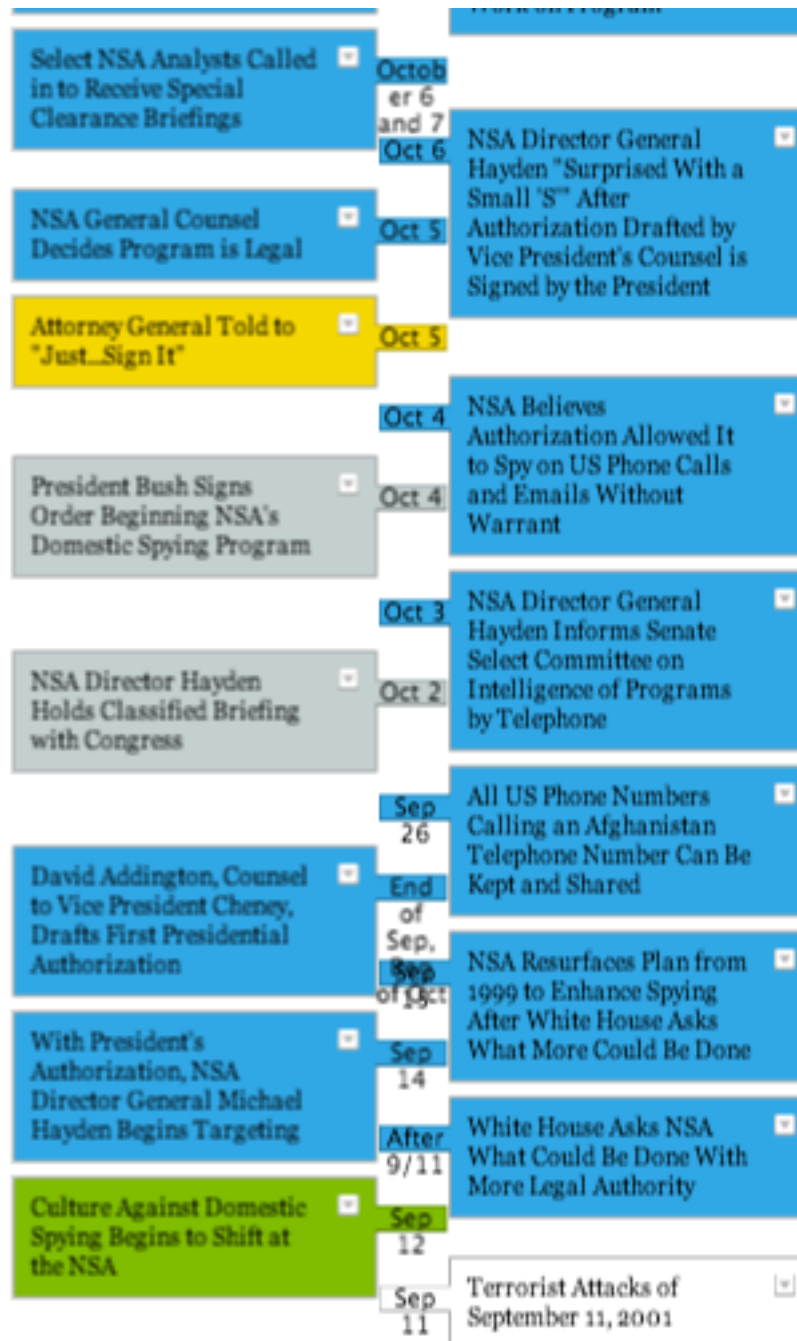 Work on Program
Select NSA Analysts Called
in to Receive Special
Clearance Briefings
Octob
er 6
and 7
Oct 6
NSA Director General
Hayden "Surprised With a
Small 'S'" After
Authorization Drafted by
Vice President's Counsel is
Signed by the President
NSA General Counsel
Decides Program is Legal
Oct 5
Attorney General Told to
"Just...Sign It"
Oct 5
Oct 4
NSA Believes
Authorization Allowed It
to Spy on US Phone Calls
and Emails Without
Warrant
President Bush Signs
Order Beginning NSA's
Domestic Spying Program
Oct 4
Oct 3
NSA Director General
Hayden Informs Senate
Select Committee on
Intelligence of Programs
by Telephone
NSA Director Hayden
Holds Classified Briefing
with Congress
Oct 2
Sep
26
All US Phone Numbers
Calling an Afghanistan
Telephone Number Can Be
Kept and Shared
David Addington, Counsel
to Vice President Cheney,
Drafts First Presidential
Authorization
End
of
Sep,
of Oct
NSA Resurfaces Plan from
1999 to Enhance Spying
After White House Asks
What More Could Be Done
With President's
Authorization, NSA
Director General Michael
Hayden Begins Targeting
Sep
14
After
9/11
White House Asks NSA
What Could Be Done With
More Legal Authority
Culture Against Domestic
Spying Begins to Shift at
the NSA
Sep
12
Sep
11
Terrorist Attacks of
September 11, 2001